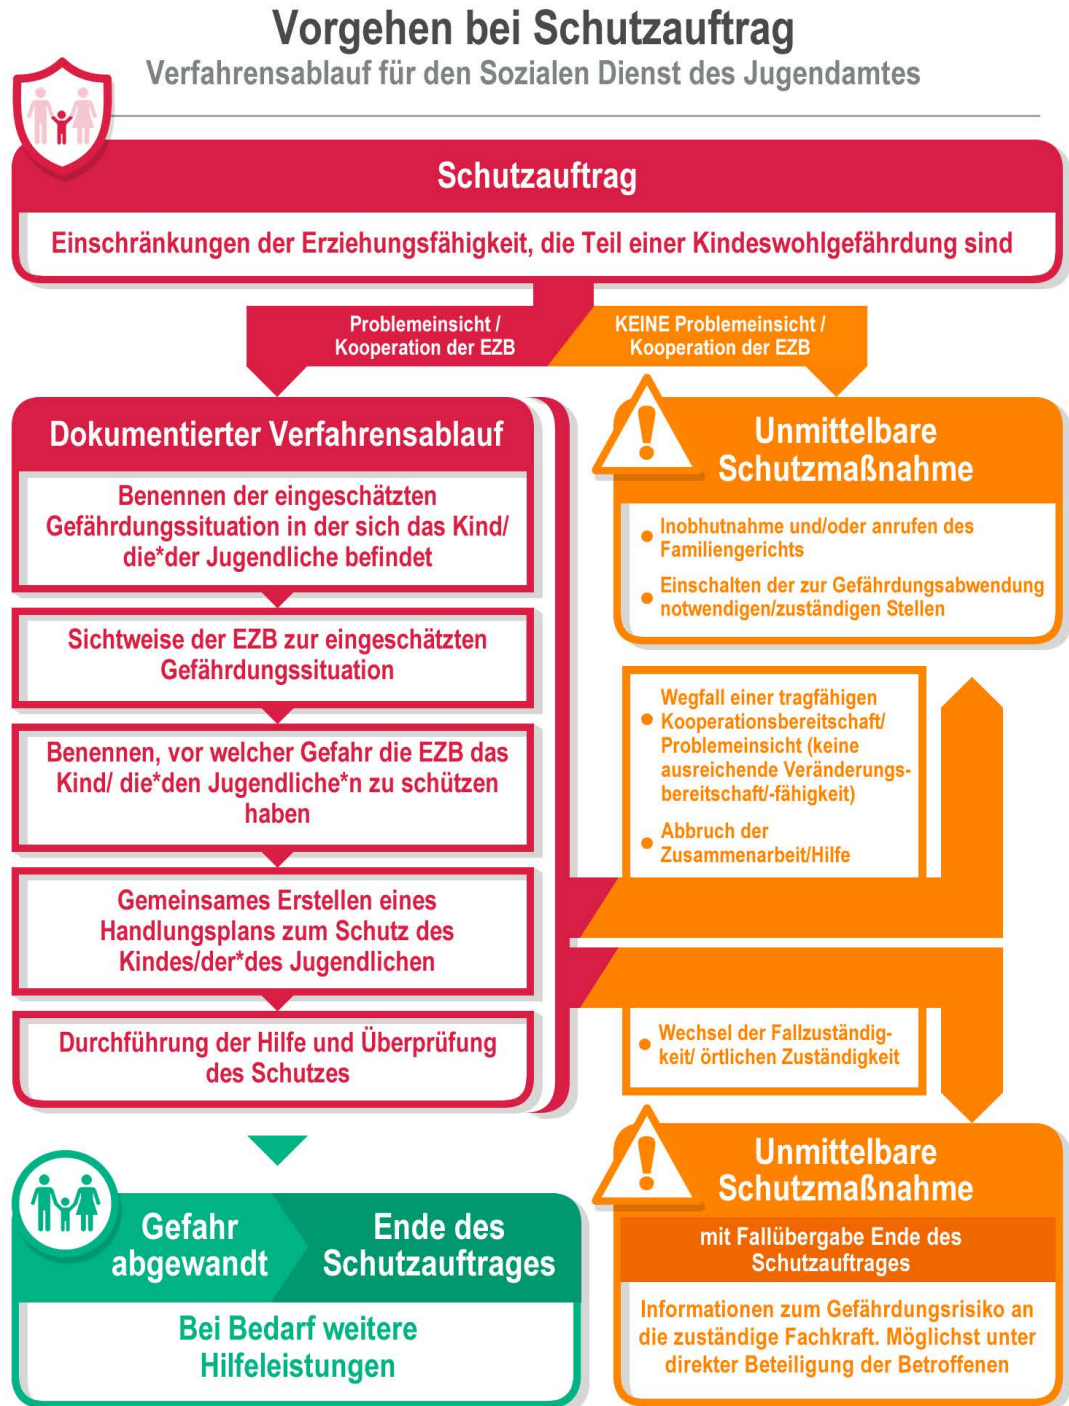 Vorgehen bei Schutzauftrag
Verfahrensablauf für den Sozialen Dienst des Jugendamtes
Schutzauftrag
Einschränkungen der Erziehungsfähigkeit, die Teil einer Kindeswohlgefährdung sind
Problemeinsicht /
Kooperation der EZB
KEINE Problemeinsicht /
Kooperation der EZB
Dokumentierter Verfahrensablauf
Benennen der eingeschätzten
Gefährdungssituation in der sich das Kind/
die*der Jugendliche befindet
Sichtweise der EZB zur eingeschätzten
Gefährdungssituation
Benennen, vor welcher Gefahr die EZB das
Kind/ die*den Jugendliche*n zu schützen
haben
Gemeinsames Erstellen eines
Handlungsplans zum Schutz des
Kindes/der*des Jugendlichen
Durchführung der Hilfe und Überprüfung
des Schutzes
Unmittelbare
Schutzmaßnahme
Inobhutnahme und/oder anrufen des
Familiengerichts
Einschalten der zur Gefährdungsabwendung
notwendigen/zuständigen Stellen
Wegfall einer tragfähigen
Kooperationsbereitschaft/
Problemeinsicht (keine
ausreichende Veränderungs-
bereitschaft/-fähigkeit)
Abbruch der
Zusammenarbeit/Hilfe
Wechsel der Fallzuständig-
keit/ örtlichen Zuständigkeit
Gefahr
abgewandt
Ende des
Schutzauftrages
Bei Bedarf weitere
Hilfeleistungen
Unmittelbare
Schutzmaßnahme
mit Fallübergabe Ende des
Schutzauftrages
Informationen zum Gefährdungsrisiko an
die zuständige Fachkraft. Möglichst unter
direkter Beteiligung der Betroffenen